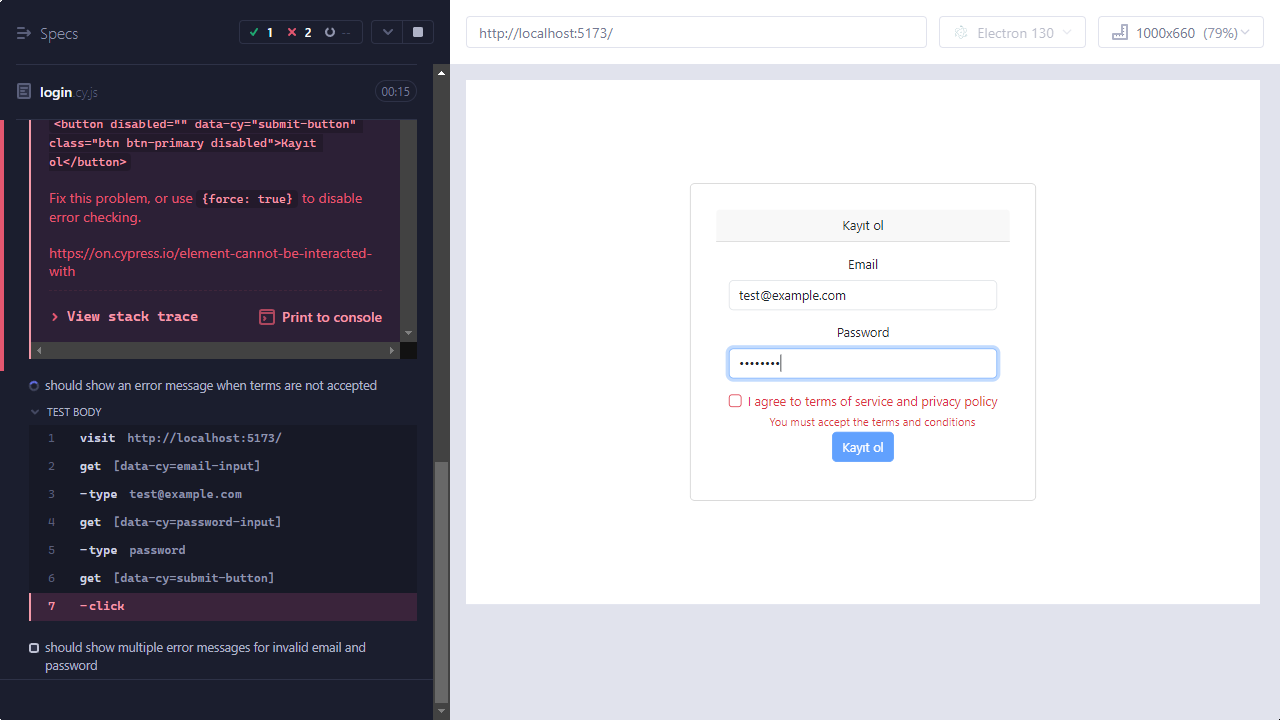 Specs
1
2
--
http://localhost:5173/
Electron 130
1000x660 (79%)
login.cy.js
00:15
<button disabled="" data-cy="submit-button"
class="btn btn-primary disabled">Kayıt
ol</button>
Fix this problem, or use {force: true} to disable
error checking.
https://on.cypress.io/element-cannot-be-interacted-
with
> View stack trace
Print to console
should show an error message when terms are not accepted
TEST BODY
1 visit http://localhost:5173/
2 get [data-cy=email-input]
3 -type test@example.com
4 get [data-cy=password-input]
5 -type password
6 get [data-cy=submit-button]
7 -click
should show multiple error messages for invalid email and
password
Kayıt ol
Email
test@example.com
Password
••••••••
I agree to terms of service and privacy policy
You must accept the terms and conditions
Kayıt ol